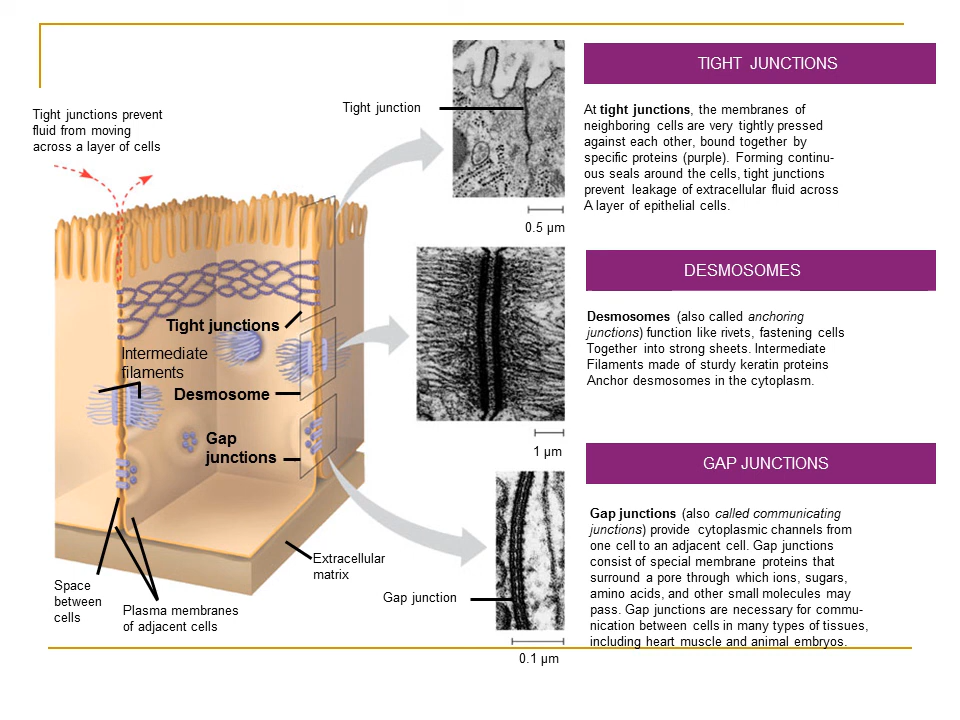 Tight junctions prevent
fluid from moving
across a layer of cells
Tight junction
0.5 µm
TIGHT JUNCTIONS
At tight junctions, the membranes of
neighboring cells are very tightly pressed
against each other, bound together by
specific proteins (purple). Forming continu-
ous seals around the cells, tight junctions
prevent leakage of extracellular fluid across
A layer of epithelial cells.
Tight junctions
Intermediate
filaments
Desmosome
Gap
junctions
1 µm
DESMOSOMES
Desmosomes (also called anchoring
junctions) function like rivets, fastening cells
Together into strong sheets. Intermediate
Filaments made of sturdy keratin proteins
Anchor desmosomes in the cytoplasm.
Space
between
cells
Plasma membranes
of adjacent cells
Extracellular
matrix
Gap junction
0.1 µm
GAP JUNCTIONS
Gap junctions (also called communicating
junctions) provide cytoplasmic channels from
one cell to an adjacent cell. Gap junctions
consist of special membrane proteins that
surround a pore through which ions, sugars,
amino acids, and other small molecules may
pass. Gap junctions are necessary for commu-
nication between cells in many types of tissues,
including heart muscle and animal embryos.